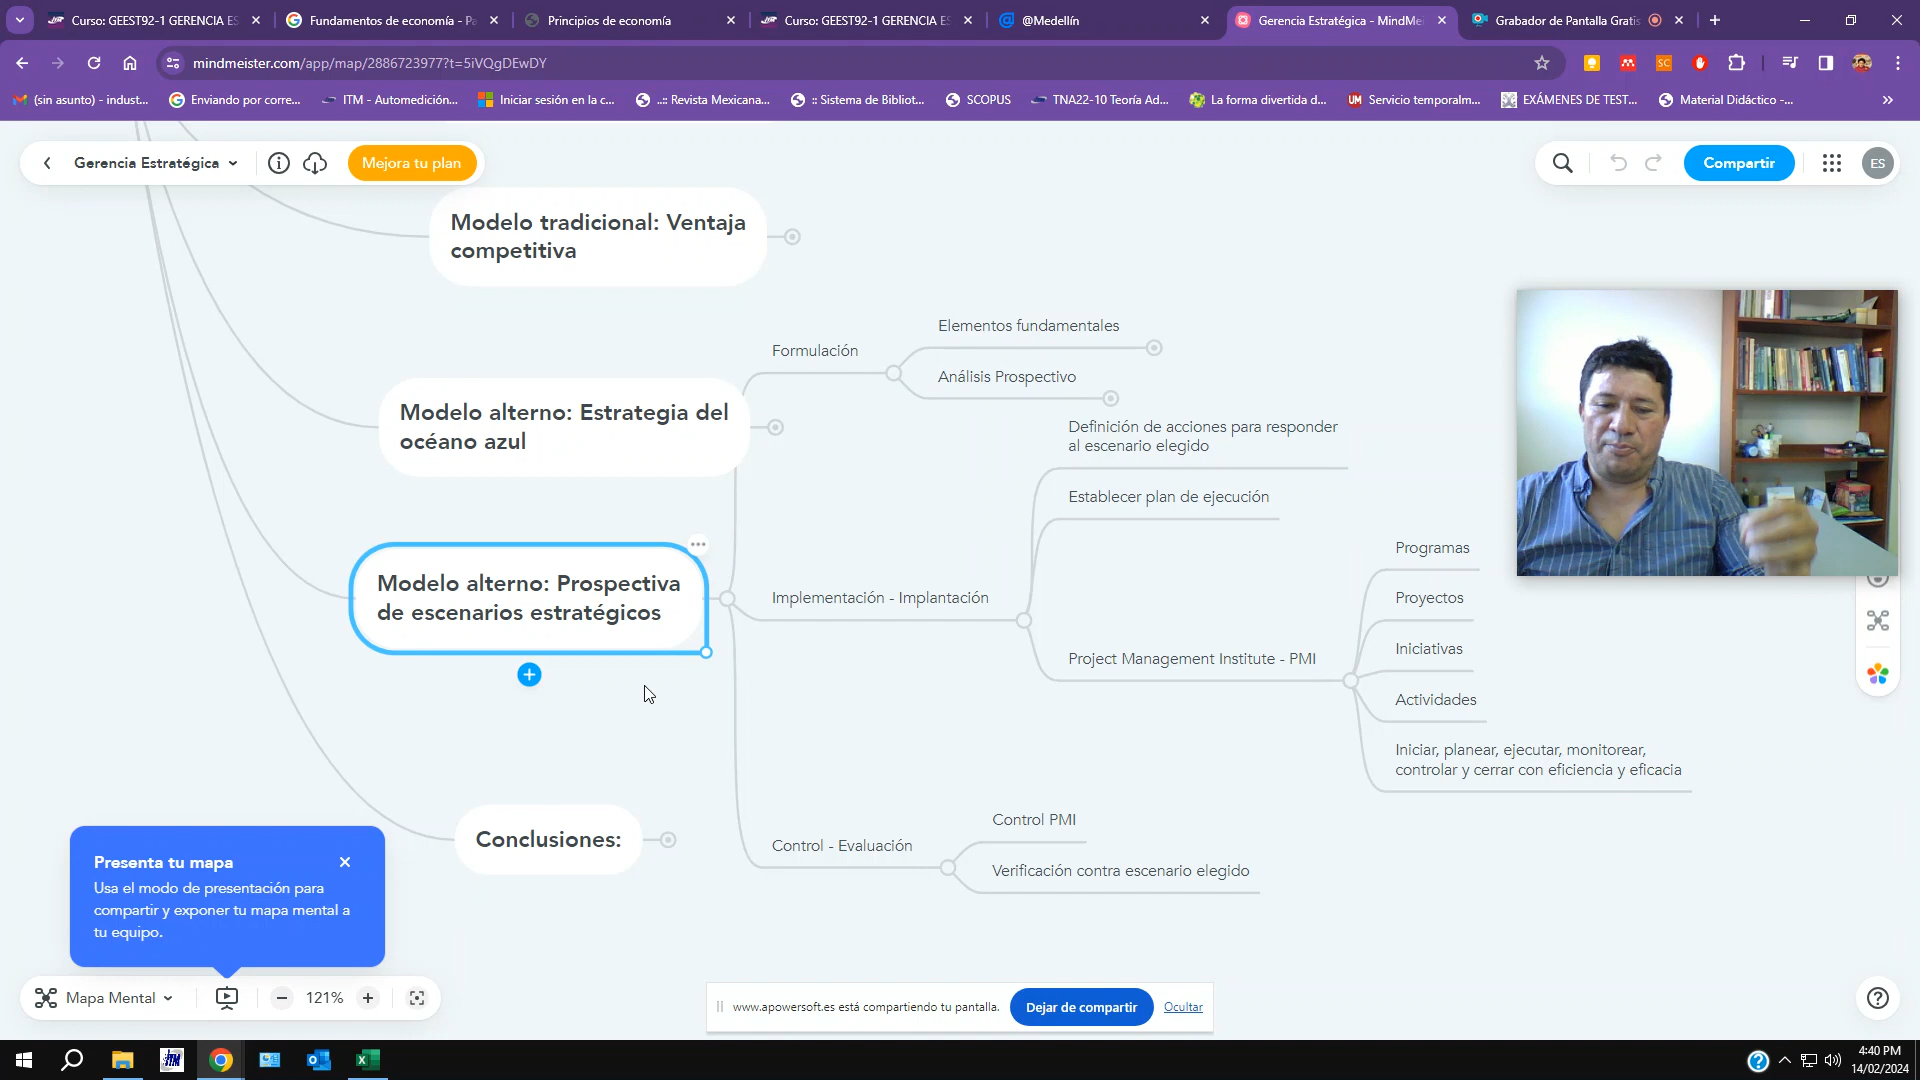 Curso: GEEST92-1 GERENCIA ES
Fundamentos de economía - Pa
Principios de economía
Curso: GEEST92-1 GERENCIA ES
@Medellín
Gerencia Estratégica - MindMei
Grabador de Pantalla Gratis
mindmeister.com/app/map/2886723977?t=5iVQgDEwDY
(sin asunto) - indust...
Enviando por corre...
ITM - Automedición...
Iniciar sesión en la c...
..:: Revista Mexicana...
:: Sistema de Bibliot...
SCOPUS
TNA22-10 Teoría Ad...
La forma divertida d...
UM Servicio temporalm...
EXÁMENES DE TEST...
Material Didáctico -...
Gerencia Estratégica
Mejora tu plan
Compartir
ES
Modelo tradicional: Ventaja
competitiva
Elementos fundamentales
Formulación
Análisis Prospectivo
Modelo alterno: Estrategia del
océano azul
Definición de acciones para responder
al escenario elegido
Establecer plan de ejecución
Modelo alterno: Prospectiva
de escenarios estratégicos
Implementación - Implantación
Project Management Institute - PMI
Programas
Proyectos
Iniciativas
Actividades
Iniciar, planear, ejecutar, monitorear,
controlar y cerrar con eficiencia y eficacia
Conclusiones:
Control - Evaluación
Control PMI
Verificación contra escenario elegido
Presenta tu mapa
Usa el modo de presentación para
compartir y exponer tu mapa mental a
tu equipo.
Mapa Mental
121%
www.apowersoft.es está compartiendo tu pantalla.
Dejar de compartir
Ocultar
ITM
4:40 PM
14/02/2024